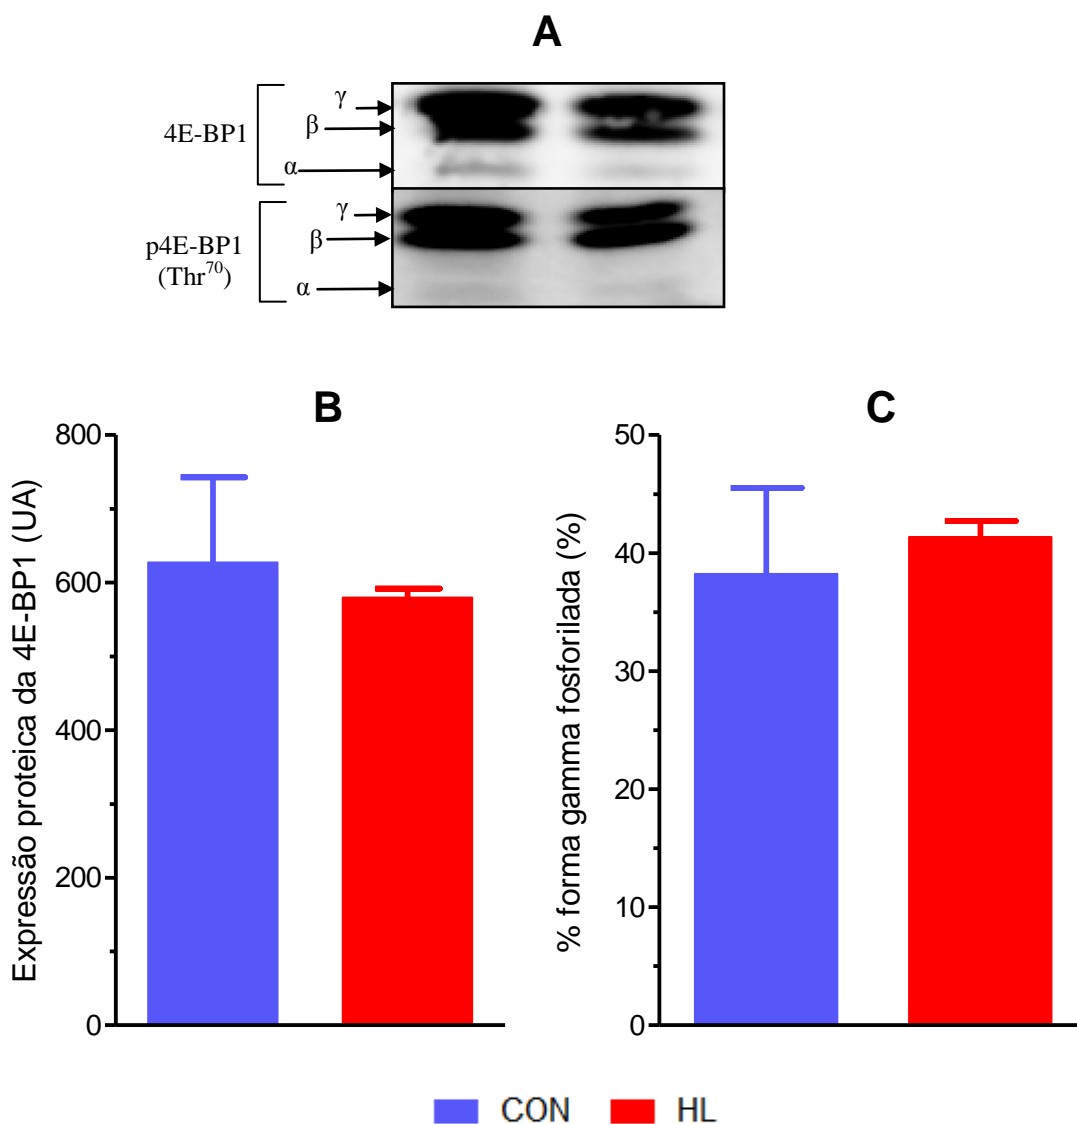 A
4E-BP1
γ
β
α
p4E-BP1
(Thr70)
γ
β
α
B
Expressão proteica da 4E-BP1 (UA)
800
600
400
200
0
C
% forma gamma fosforilada (%)
50
40
30
20
10
0
CON HL